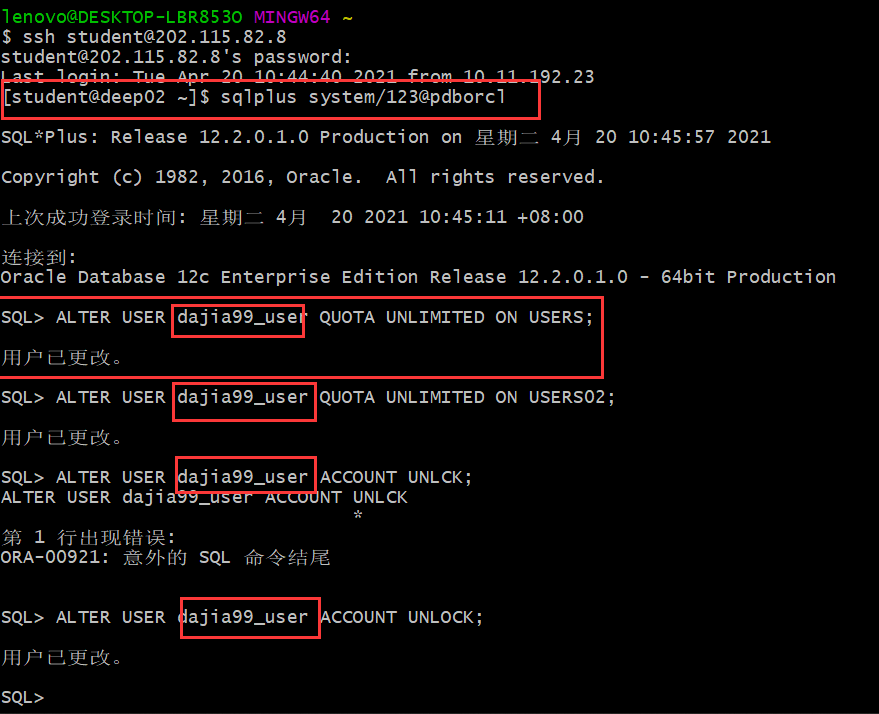 lenovo@DESKTOP-LBR853O MINGW64 ~
$ ssh student@202.115.82.8
student@202.115.82.8's password:
Last login: Tue Apr 20 10:44:40 2021 from 10.11.192.23
[student@deep02 ~]$ sqlplus system/123@pdborcl
SQL*Plus: Release 12.2.0.1.0 Production on 星期二 4月 20 10:45:57 2021
Copyright (c) 1982, 2016, Oracle.  All rights reserved.
上次成功登录时间: 星期二 4月  20 2021 10:45:11 +08:00
连接到:
Oracle Database 12c Enterprise Edition Release 12.2.0.1.0 - 64bit Production
SQL> ALTER USER dajia99_user QUOTA UNLIMITED ON USERS;
用户已更改。
SQL> ALTER USER dajia99_user QUOTA UNLIMITED ON USERS02;
用户已更改。
SQL> ALTER USER dajia99_user ACCOUNT UNLCK;
ALTER USER dajia99_user ACCOUNT UNLCK
*
第 1 行出现错误:
ORA-00921: 意外的 SQL 命令结尾
SQL> ALTER USER dajia99_user ACCOUNT UNLOCK;
用户已更改。
SQL>